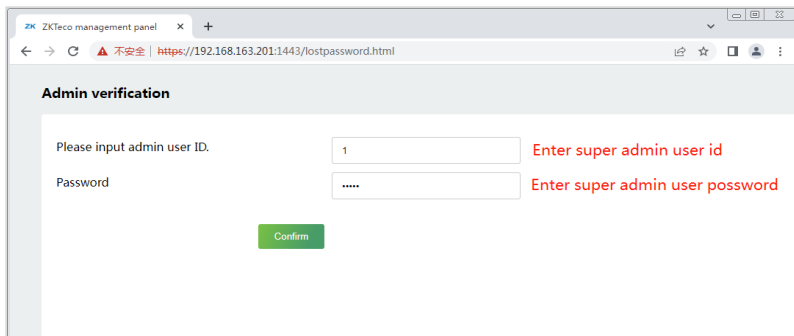 ZK ZKTeco management panel
不安全 https://192.168.163.201:1443/lostpassword.html
Admin verification
Please input admin user ID. 1 Enter super admin user id
Password ••••• Enter super admin user possword
Confirm